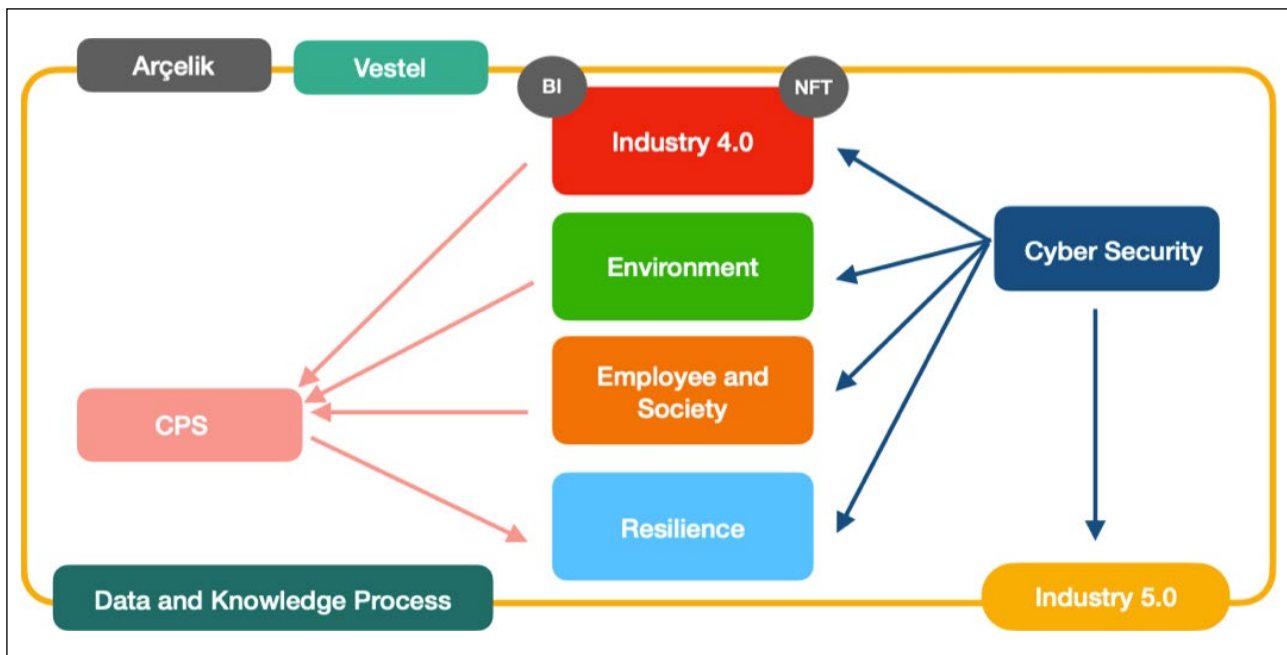 Arçelik
Vestel
BI
NFT
Industry 4.0
Environment
Cyber Security
Employee and
Society
CPS
Resilience
Data and Knowledge Process
Industry 5.0